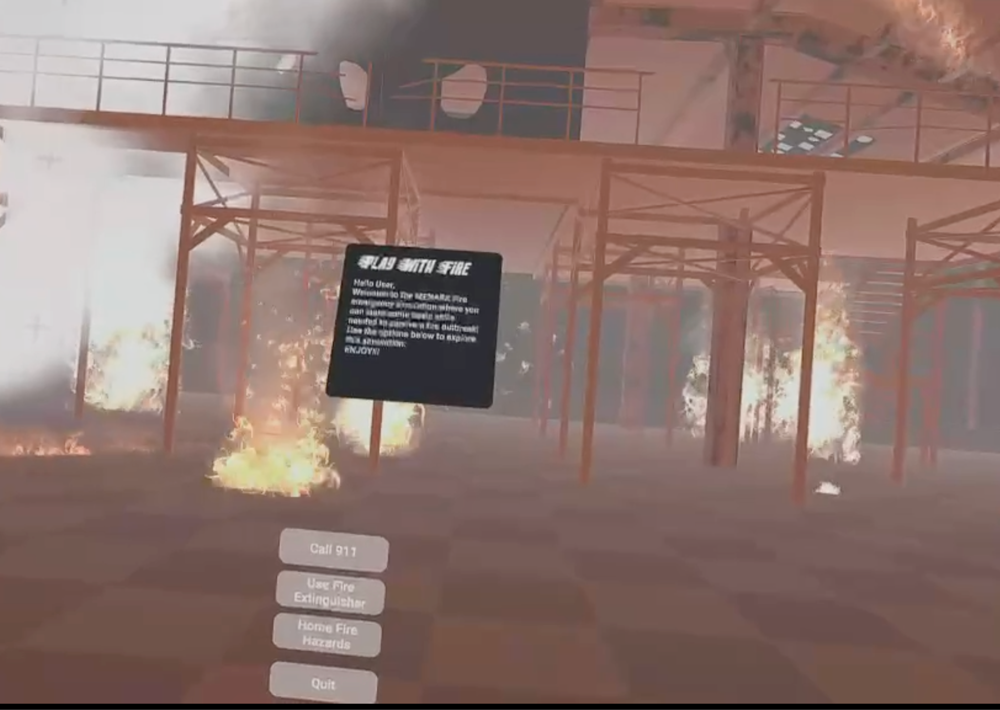 PLAY WITH FIRE
Hello User,
Welcome to The Fire
emergency simulation where you
can learn some basic skills
needed to survive a fire outbreak!
Use the options below to explore
this simulation.
ENJOY!!!
Call 911
Use Fire
Extinguisher
Home Fire
Hazards
Quit